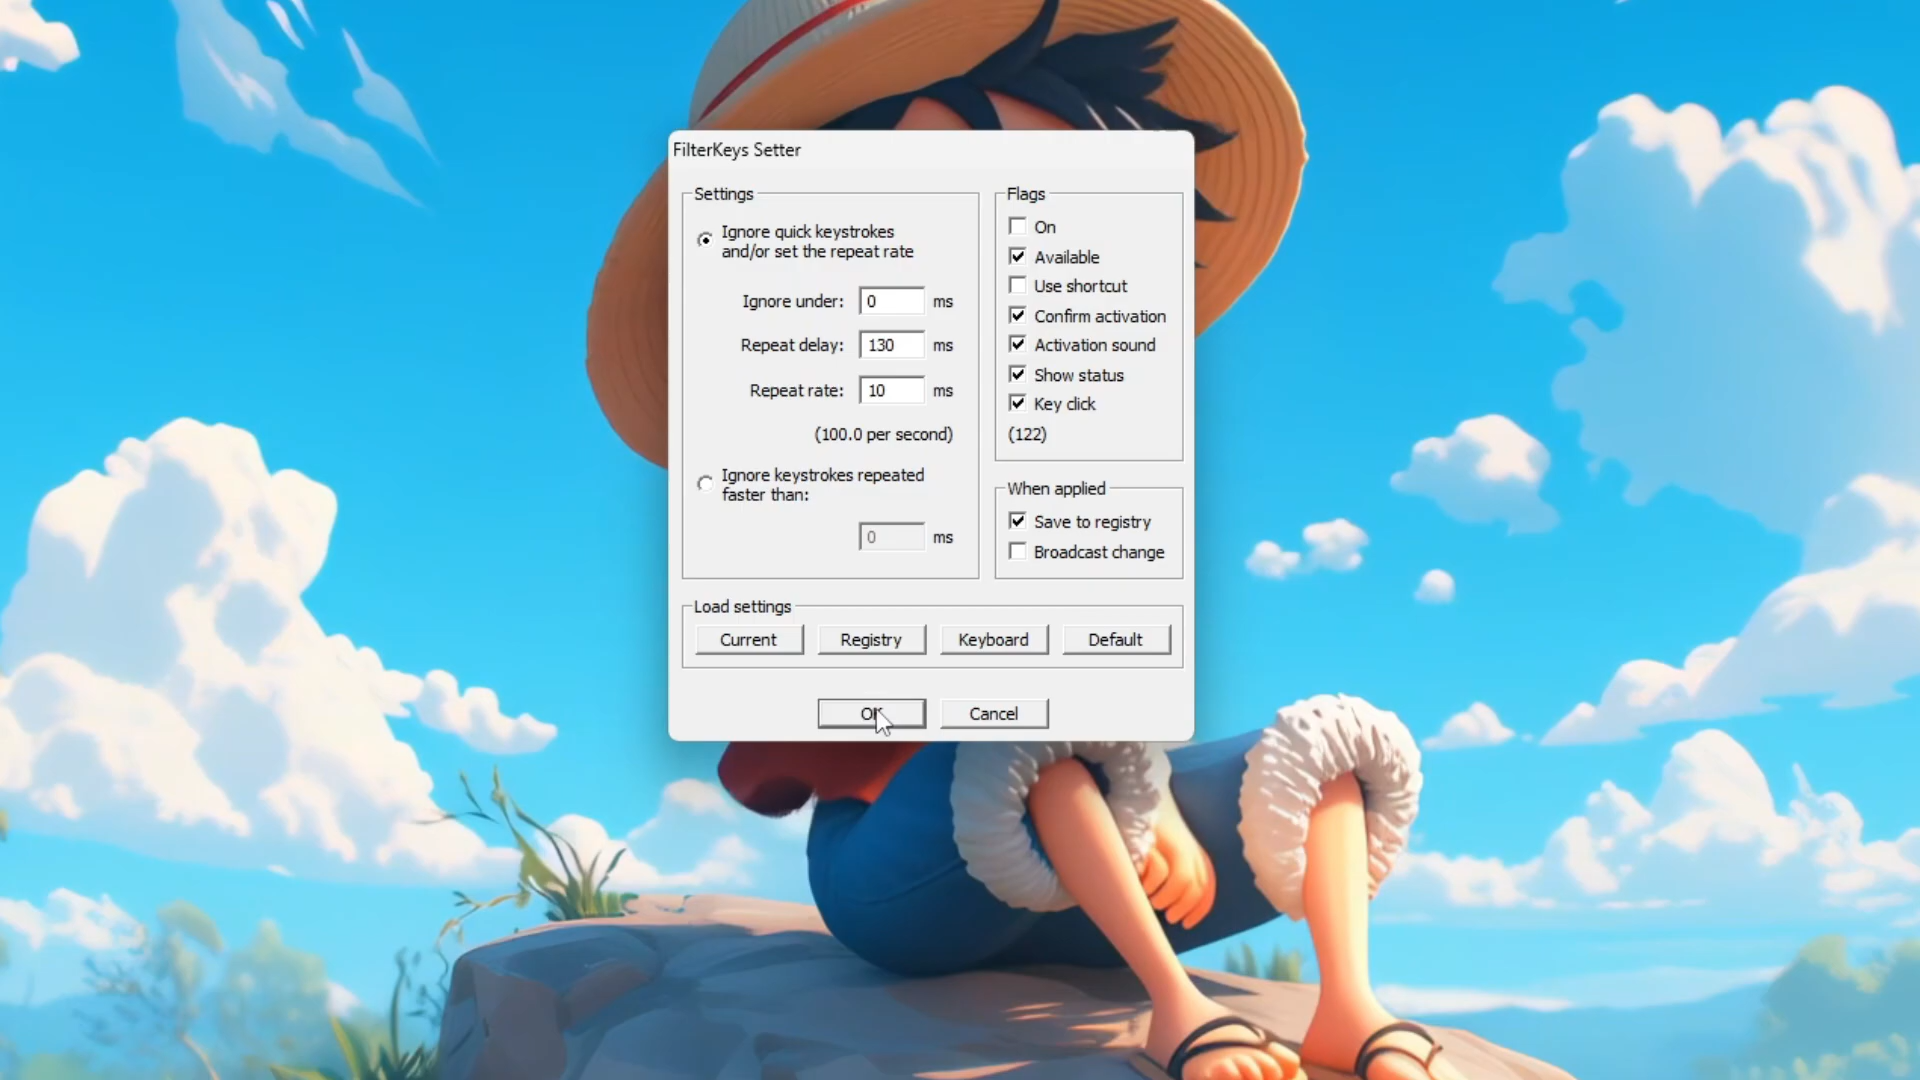 FilterKeys Setter
Settings
Ignore quick keystrokes
and/or set the repeat rate
Ignore under: 0 ms
Repeat delay: 130 ms
Repeat rate: 10 ms
(100.0 per second)
Ignore keystrokes repeated
faster than:
0 ms
Flags
On
Available
Use shortcut
Confirm activation
Activation sound
Show status
Key click
(122)
When applied
Save to registry
Broadcast change
Load settings
Current Registry Keyboard Default
OK Cancel